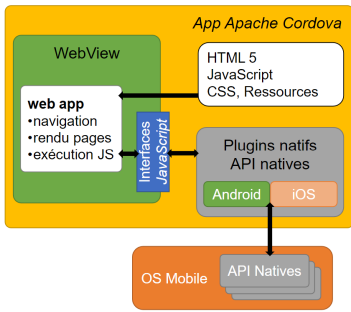 App Apache Cordova
WebView
HTML 5
JavaScript
CSS, Ressources
web app
•navigation
•rendu pages
•exécution JS
Interfaces
JavaScript
Plugins natifs
API natives
Android
iOS
OS Mobile
API Natives